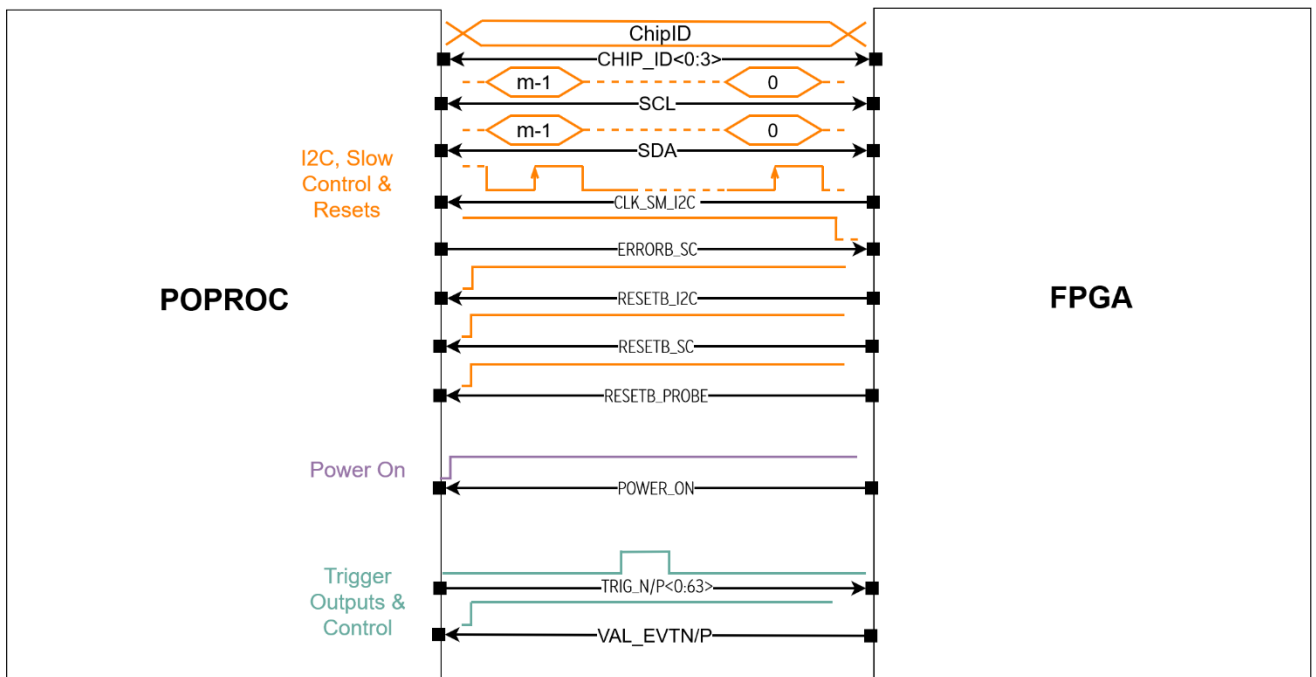 ChipID
CHIP_ID<0:3>
m-1 0
SCL
m-1 0
SDA
I2C, Slow
Control &
Resets
CLK_SM_I2C
ERRORB_SC
POPROC
FPGA
RESETB_I2C
RESETB_SC
RESETB_PROBE
Power On
POWER_ON
Trigger
Outputs &
Control
TRIG_N/P<0:63>
VAL_EVTN/P